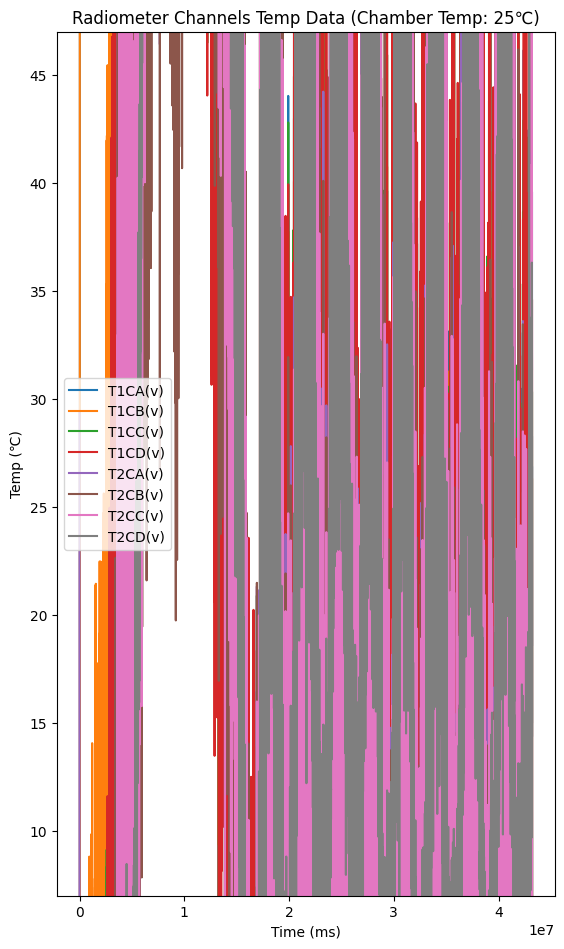 Radiometer Channels Temp Data (Chamber Temp: 25℃)
Temp (℃)
45
40
35
30
25
20
15
10
T1CA(v)
T1CB(v)
T1CC(v)
T1CD(v)
T2CA(v)
T2CB(v)
T2CC(v)
T2CD(v)
0 1 2 3 4
1e7
Time (ms)